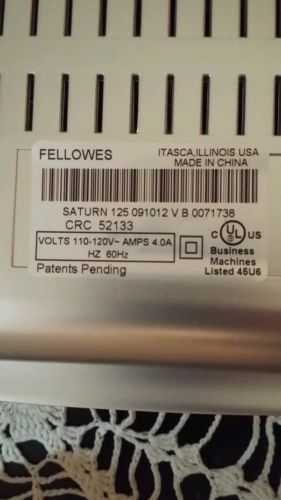 FELLOWES
ITASCA,ILLINOIS USA
MADE IN CHINA
SATURN 125 091012 V B 0071738
CRC 52133
VOLTS 110-120V~ AMPS 4.0A
HZ 60Hz
C UL US
Business
Machines
Listed 45U6
Patents Pending